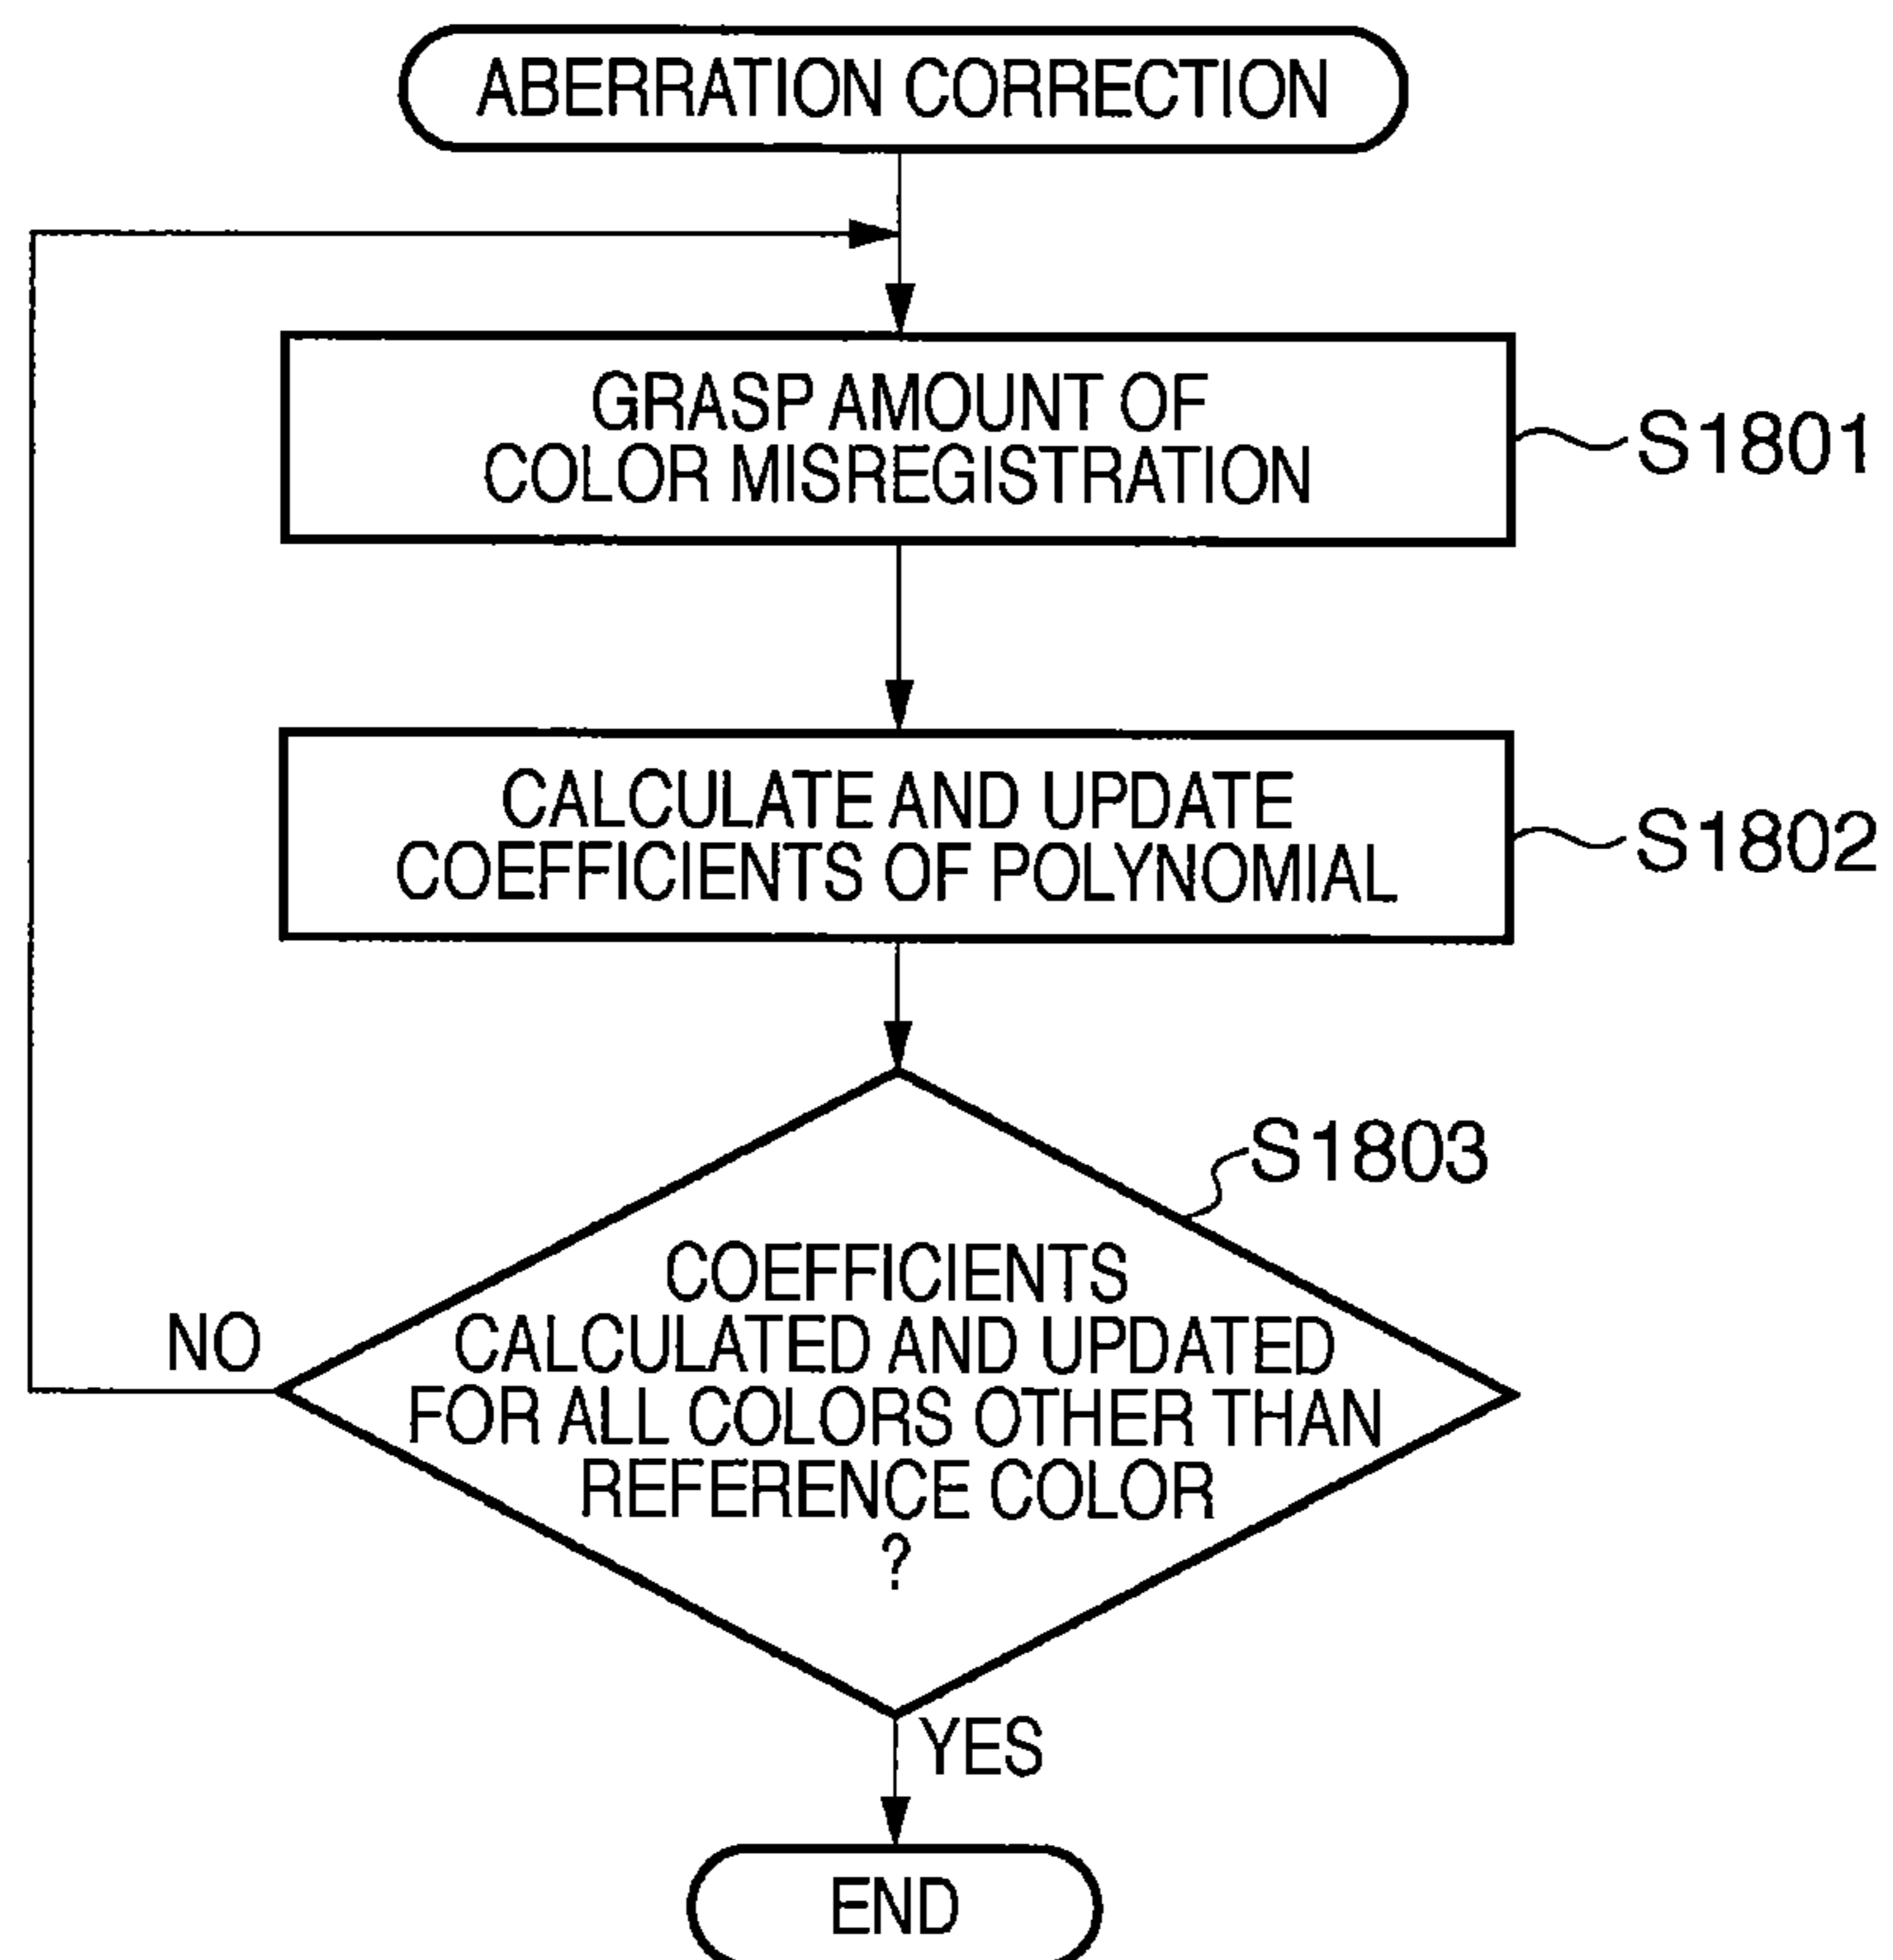 ABERRATION CORRECTION
GRASP AMOUNT OF
COLOR MISREGISTRATION
S1801
CALCULATE AND UPDATE
COEFFICIENTS OF POLYNOMIAL
S1802
S1803
COEFFICIENTS
CALCULATED AND UPDATED
FOR ALL COLORS OTHER THAN
REFERENCE COLOR
?
NO
YES
END